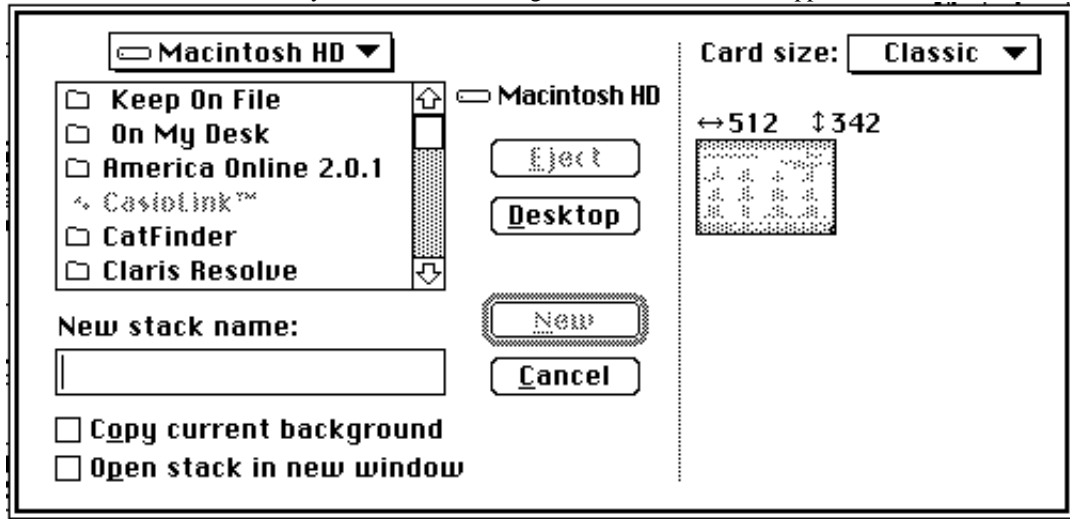 Macintosh HD
Keep On File
On My Desk
America Online 2.0.1
CasioLink™
CatFinder
Claris Resolve
New stack name:
Copy current background
Open stack in new window
Macintosh HD
Eject
Desktop
New
Cancel
Card size: Classic
↔512 ↕342